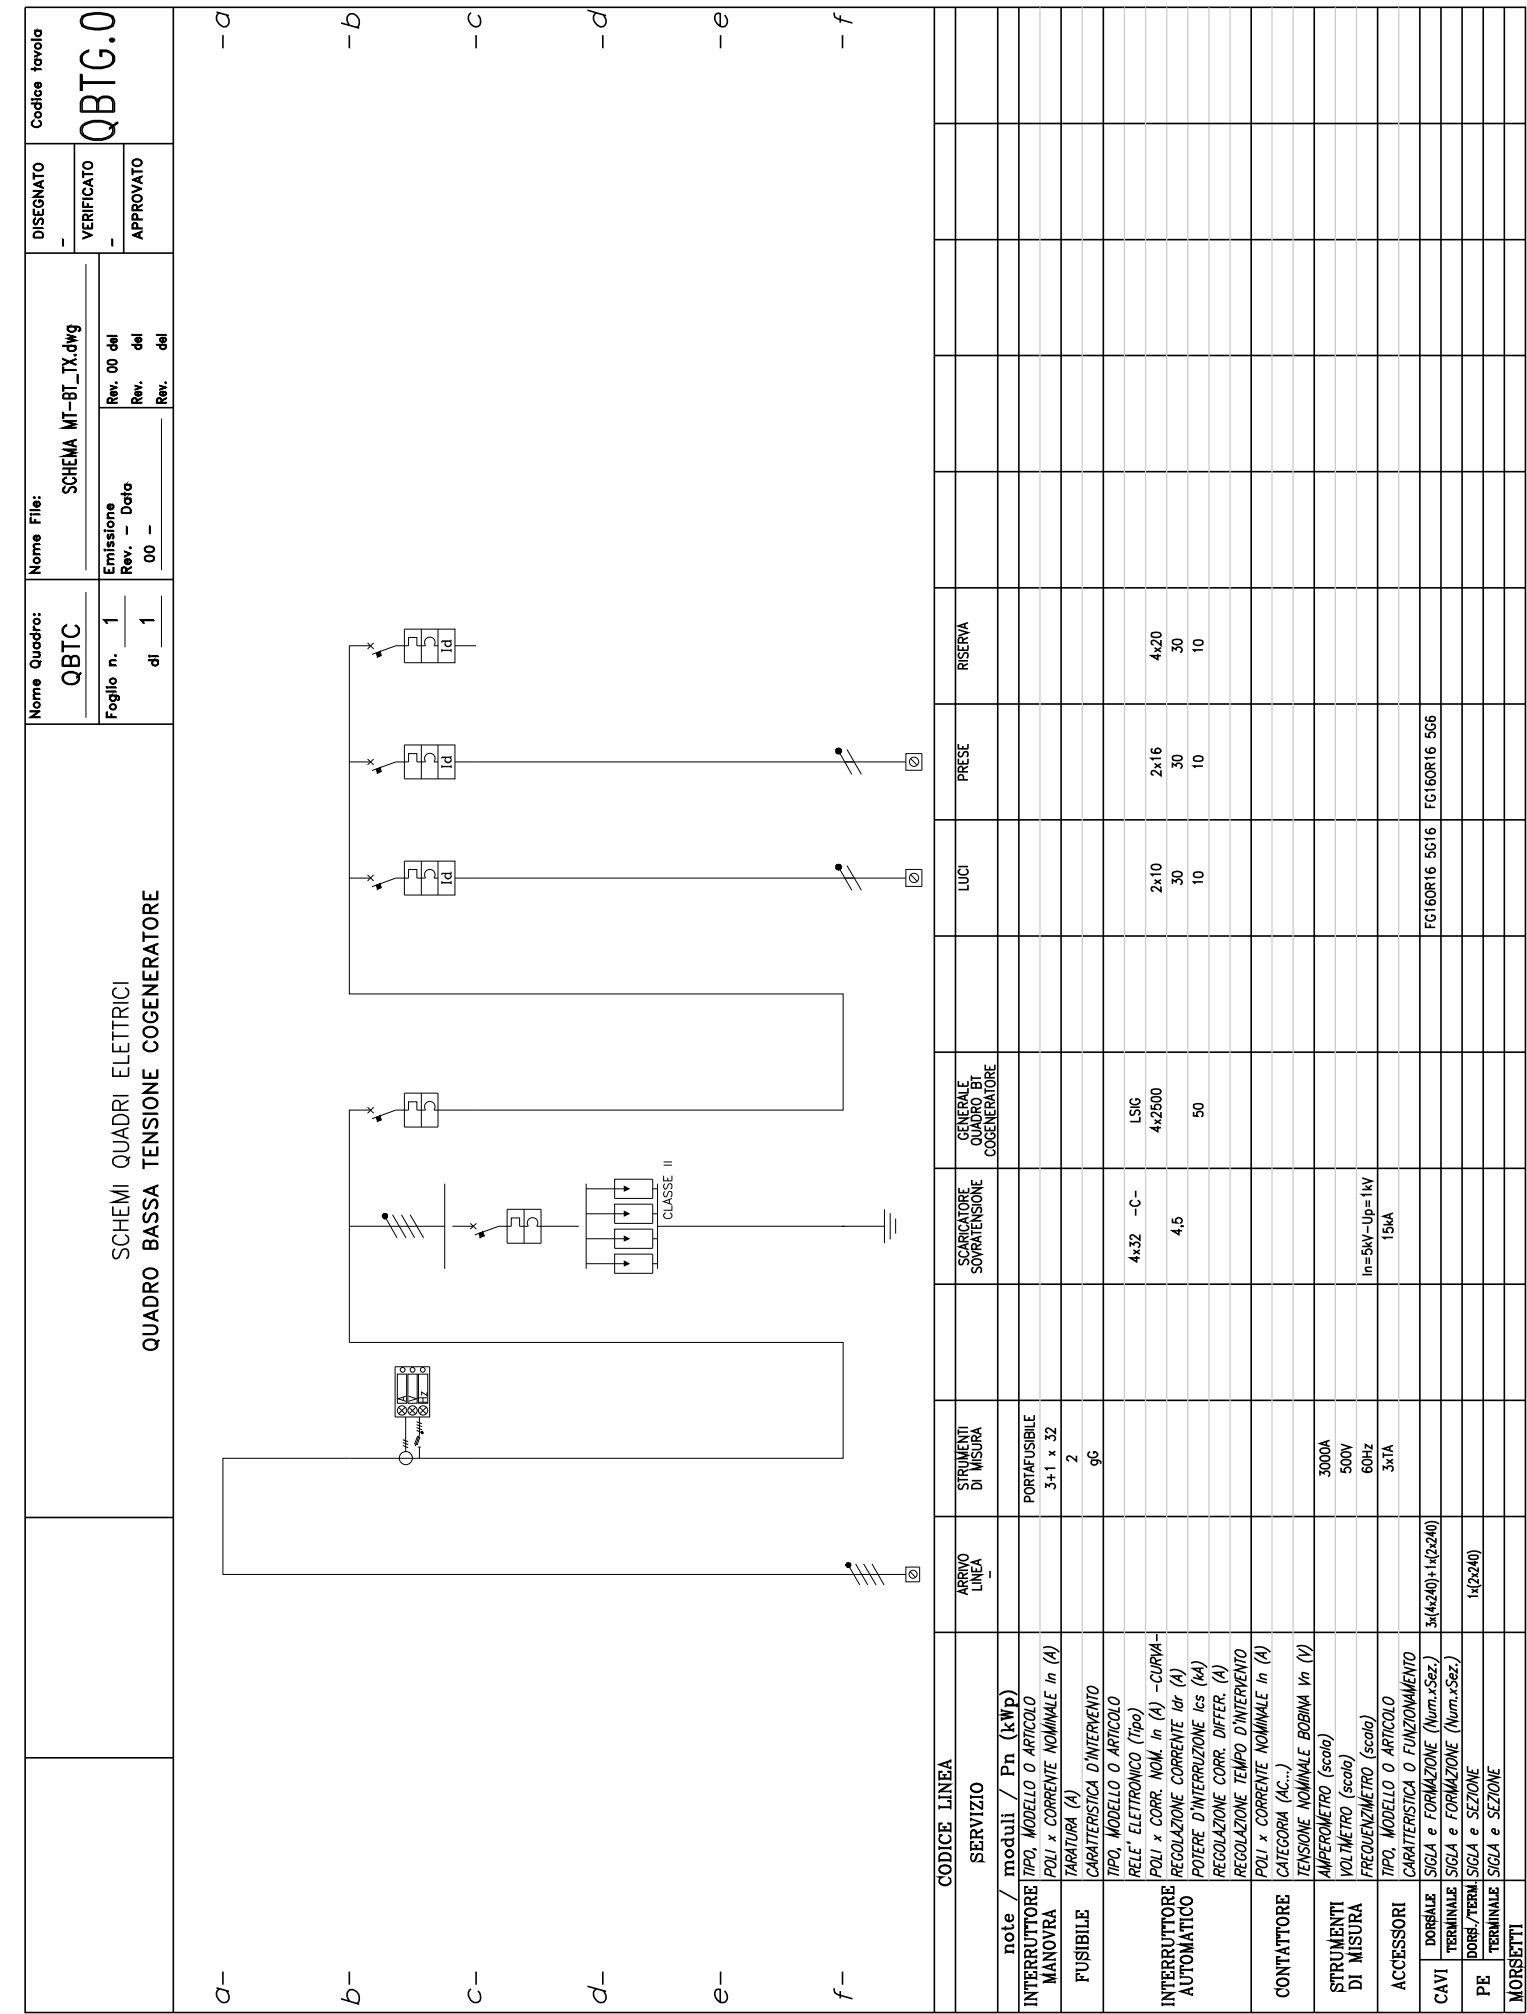 Nome Quadro:
QBTC
Nome File:
SCHEMA MT-BT_TX.dwg
DISEGNATO
-
Codice tavola
QBTG.0
VERIFICATO
-
APPROVATO
Foglio n. 1
di 1
Emissione
Rev. - Data
00 -
Rev. 00 del
Rev. del
Rev. del
SCHEMI QUADRI ELETTRICI
QUADRO BASSA TENSIONE COGENERATORE
a-
-a
b-
-b
c-
-c
d-
-d
e-
-e
f-
-f
A
V
Hz
CLASSE II
Id
Id
Id
CODICE LINEA
SERVIZIO
ARRIVO
LINEA
-
STRUMENTI
DI MISURA
SCARICATORE
SOVRATENSIONE
GENERALE
QUADRO BT
COGENERATORE
LUCI
PRESE
RISERVA
note / moduli / Pn (kWp)
INTERRUTTORE
MANOVRA
TIPO, MODELLO O ARTICOLO
PORTAFUSIBILE
POLI x CORRENTE NOMINALE In (A)
3+1 x 32
FUSIBILE
TARATURA (A)
2
CARATTERISTICA D'INTERVENTO
gG
INTERRUTTORE
AUTOMATICO
TIPO, MODELLO O ARTICOLO
RELE' ELETTRONICO (Tipo)
4x32 -C-
LSIG
POLI x CORR. NOM. In (A) -CURVA-
4x2500
2x10
2x16
4x20
REGOLAZIONE CORRENTE Idr (A)
4,5
30
30
30
POTERE D'INTERRUZIONE Ics (kA)
50
10
10
10
REGOLAZIONE CORR. DIFFER. (A)
REGOLAZIONE TEMPO D'INTERVENTO
CONTATTORE
POLI x CORRENTE NOMINALE In (A)
CATEGORIA (AC...)
TENSIONE NOMINALE BOBINA Vn (V)
STRUMENTI
DI MISURA
AMPEROMETRO (scala)
3000A
VOLTMETRO (scala)
500V
FREQUENZIMETRO (scala)
60Hz
In=5kV-Up=1kV
ACCESSORI
TIPO, MODELLO O ARTICOLO
3xTA
15kA
CARATTERISTICA O FUNZIONAMENTO
CAVI
DORSALE
SIGLA e FORMAZIONE (Num.xSez.)
3x(4x240)+1x(2x240)
FG16OR16 5G16
FG16OR16 5G6
TERMINALE
SIGLA e FORMAZIONE (Num.xSez.)
PE
DORS./TERM.
SIGLA e SEZIONE
1x(2x240)
TERMINALE
SIGLA e SEZIONE
MORSETTI